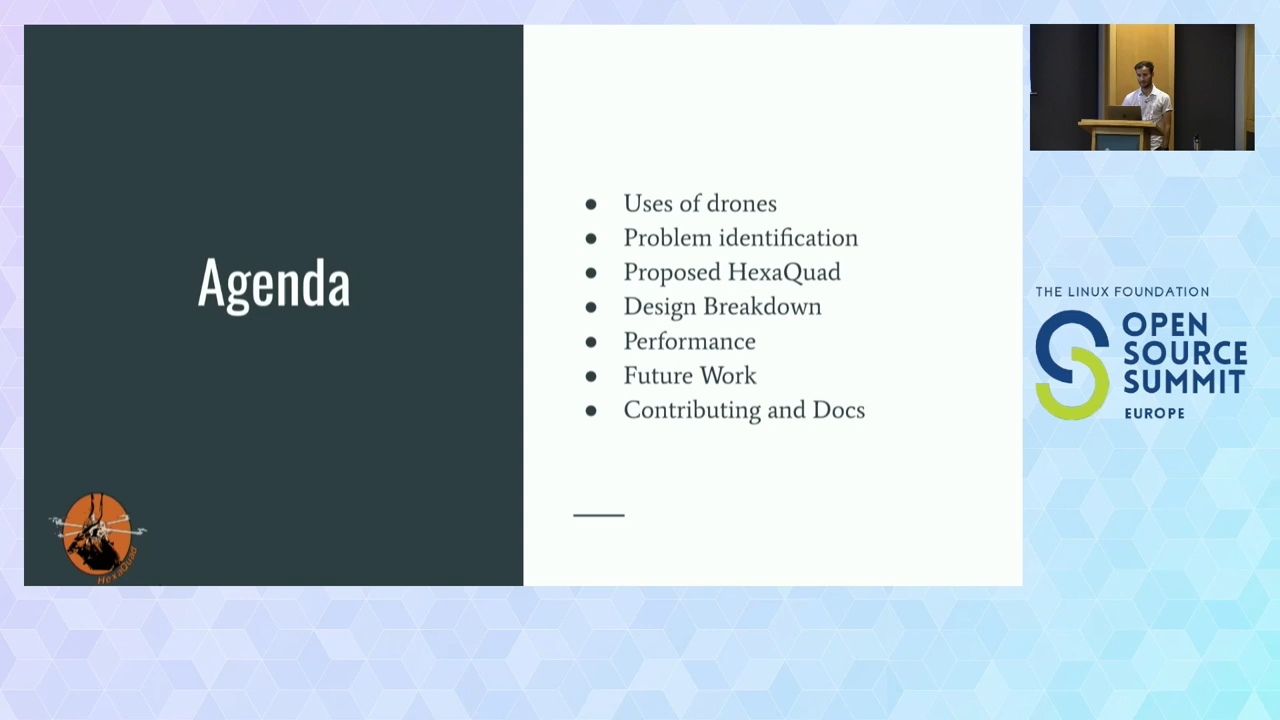 Agenda
Uses of drones
Problem identification
Proposed HexaQuad
Design Breakdown
Performance
Future Work
Contributing and Docs
HexaQuad
THE LINUX FOUNDATION
OPEN
SOURCE
SUMMIT
EUROPE